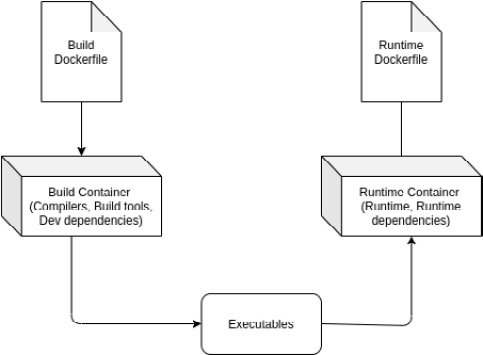 Build
Dockerfile
Runtime
Dockerfile
Build Container
(Compilers, Build tools,
Dev dependencies)
Runtime Container
(Runtime, Runtime
dependencies)
Executables